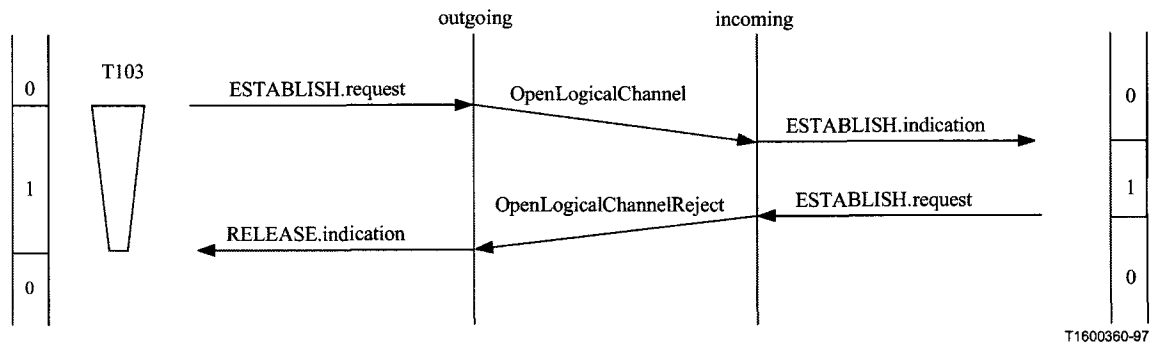 outgoing
incoming
T103
0
ESTABLISH.request
OpenLogicalChannel
0
ESTABLISH.indication
1
OpenLogicalChannelReject
ESTABLISH.request
1
RELEASE.indication
0
0
T1600360-97